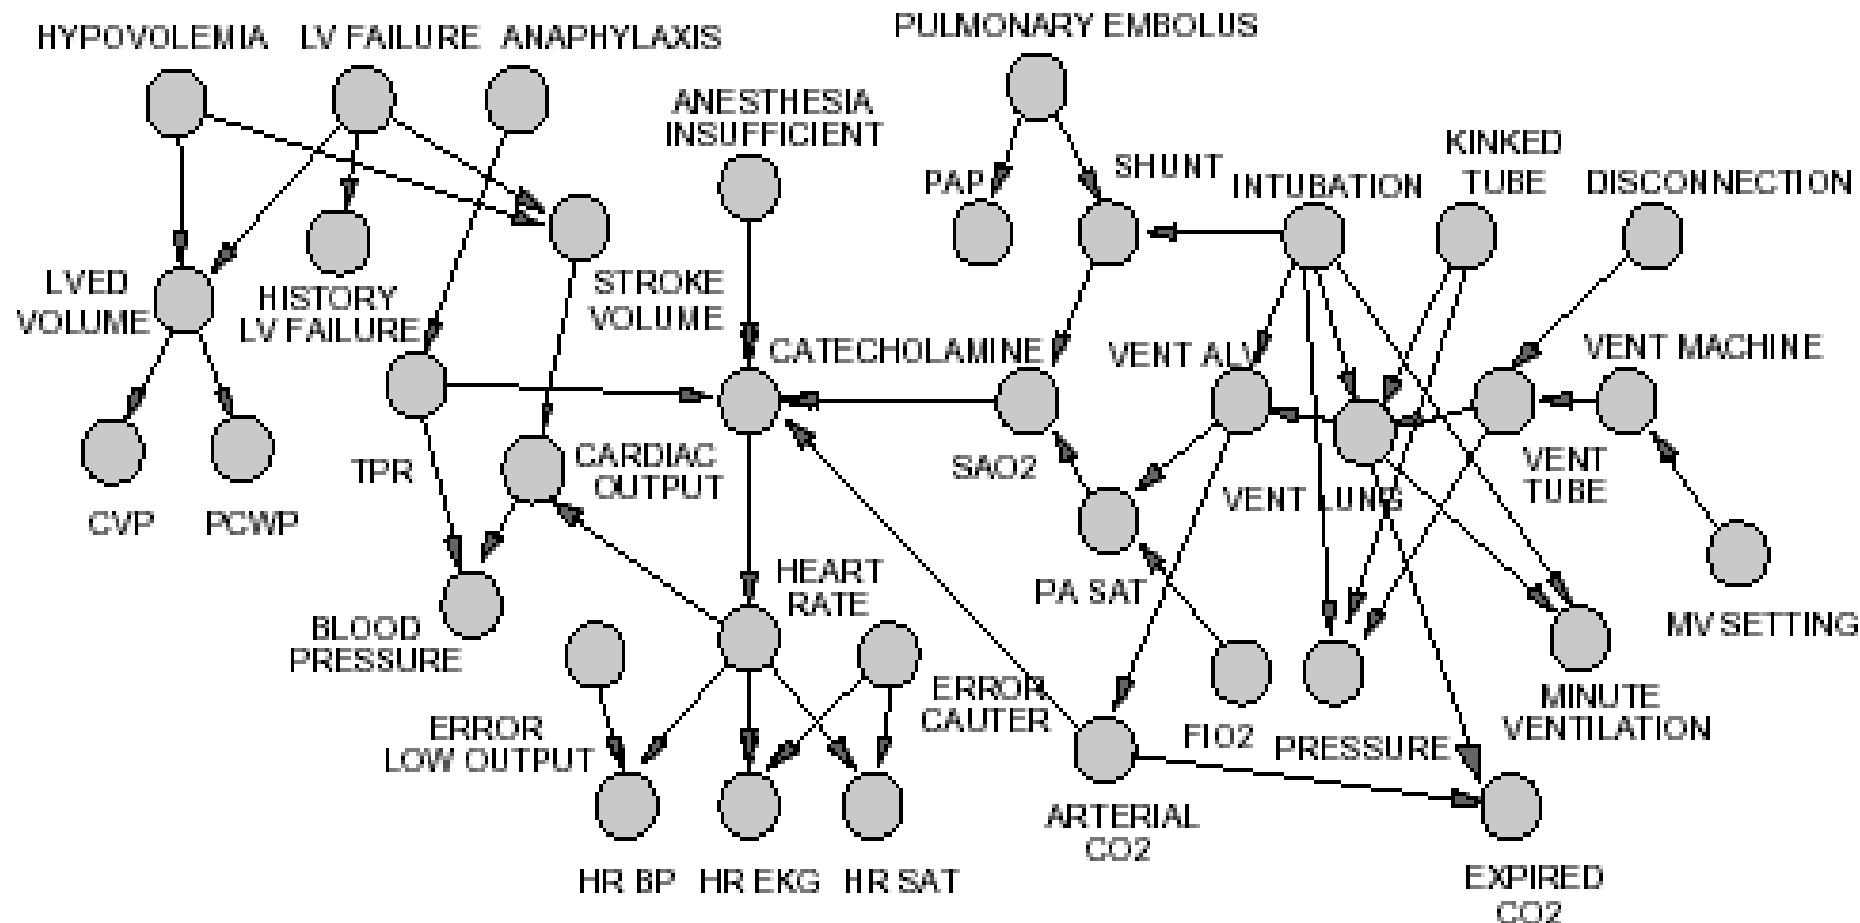 PULMONARY EMBOLUS
HYPOVOLEMIA
LV FAILURE
ANAPHYLAXIS
ANESTHESIA
INSUFFICIENT
KINKED
TUBE
PAP
SHUNT
INTUBATION
DISCONNECTION
LVED
VOLUME
HISTORY
LV FAILURE
STROKE
VOLUME
CATECHOLAMINE
VENT ALV
VENT MACHINE
TPR
CARDIAC
OUTPUT
SAO2
VENT LUNG
VENT
TUBE
CVP
PCWP
HEART
RATE
PA SAT
BLOOD
PRESSURE
MV SETTING
ERROR
CAUTER
ERROR
LOW OUTPUT
FIO2
PRESSURE
MINUTE
VENTILATION
ARTERIAL
CO2
HR BP
HR EKG
HR SAT
EXPIRED
CO2